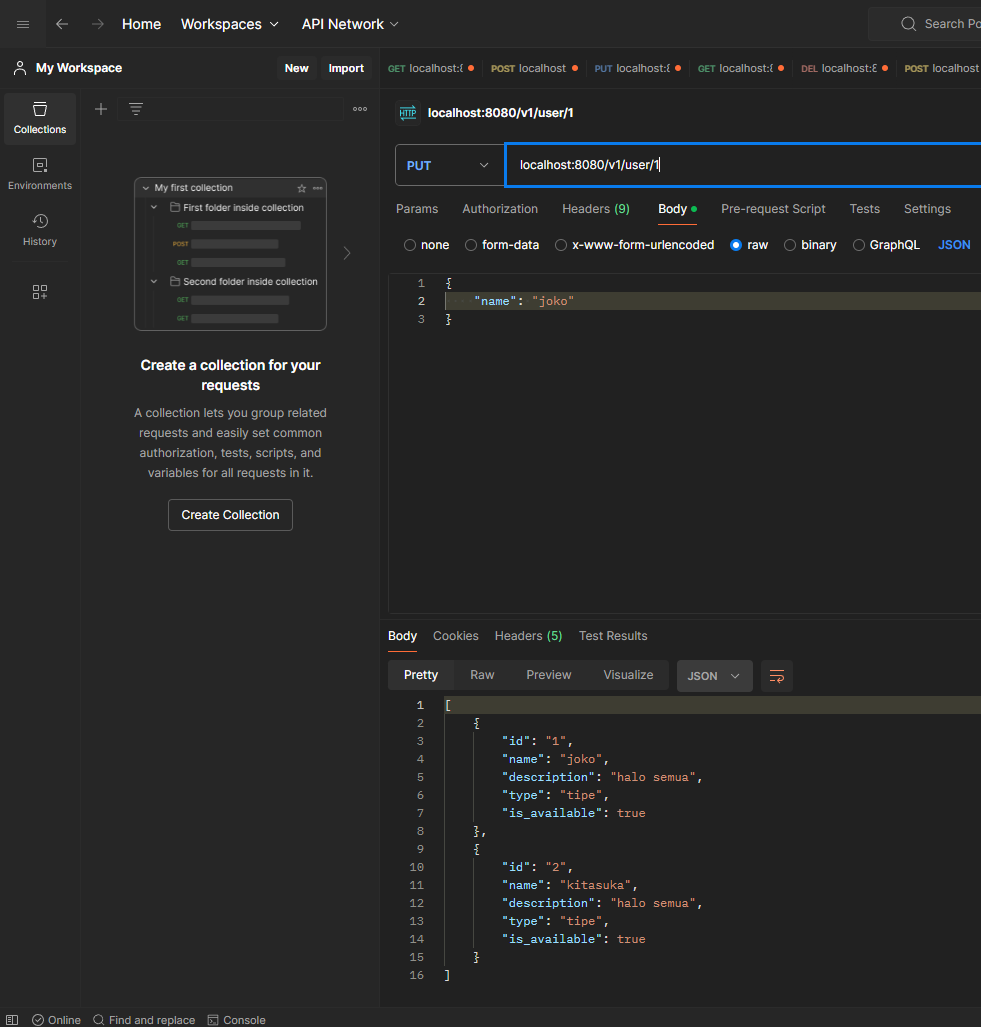 Home Workspaces API Network Search Po
My Workspace New Import
GET localhost:8 POST localhost PUT localhost:8 GET localhost:8 DEL localhost:8 POST localhost
Collections
Environments
History
My first collection
First folder inside collection
GET
POST
GET
Second folder inside collection
GET
GET
Create a collection for your
requests
A collection lets you group related
requests and easily set common
authorization, tests, scripts, and
variables for all requests in it.
Create Collection
HTTP localhost:8080/v1/user/1
PUT localhost:8080/v1/user/1
Params Authorization Headers (9) Body Pre-request Script Tests Settings
none form-data x-www-form-urlencoded raw binary GraphQL JSON
1 {
2 "name": "joko"
3 }
Body Cookies Headers (5) Test Results
Pretty Raw Preview Visualize JSON
1 [
2 {
3 "id": "1",
4 "name": "joko",
5 "description": "halo semua",
6 "type": "tipe",
7 "is_available": true
8 },
9 {
10 "id": "2",
11 "name": "kitasuka",
12 "description": "halo semua",
13 "type": "tipe",
14 "is_available": true
15 }
16 ]
Online Find and replace Console